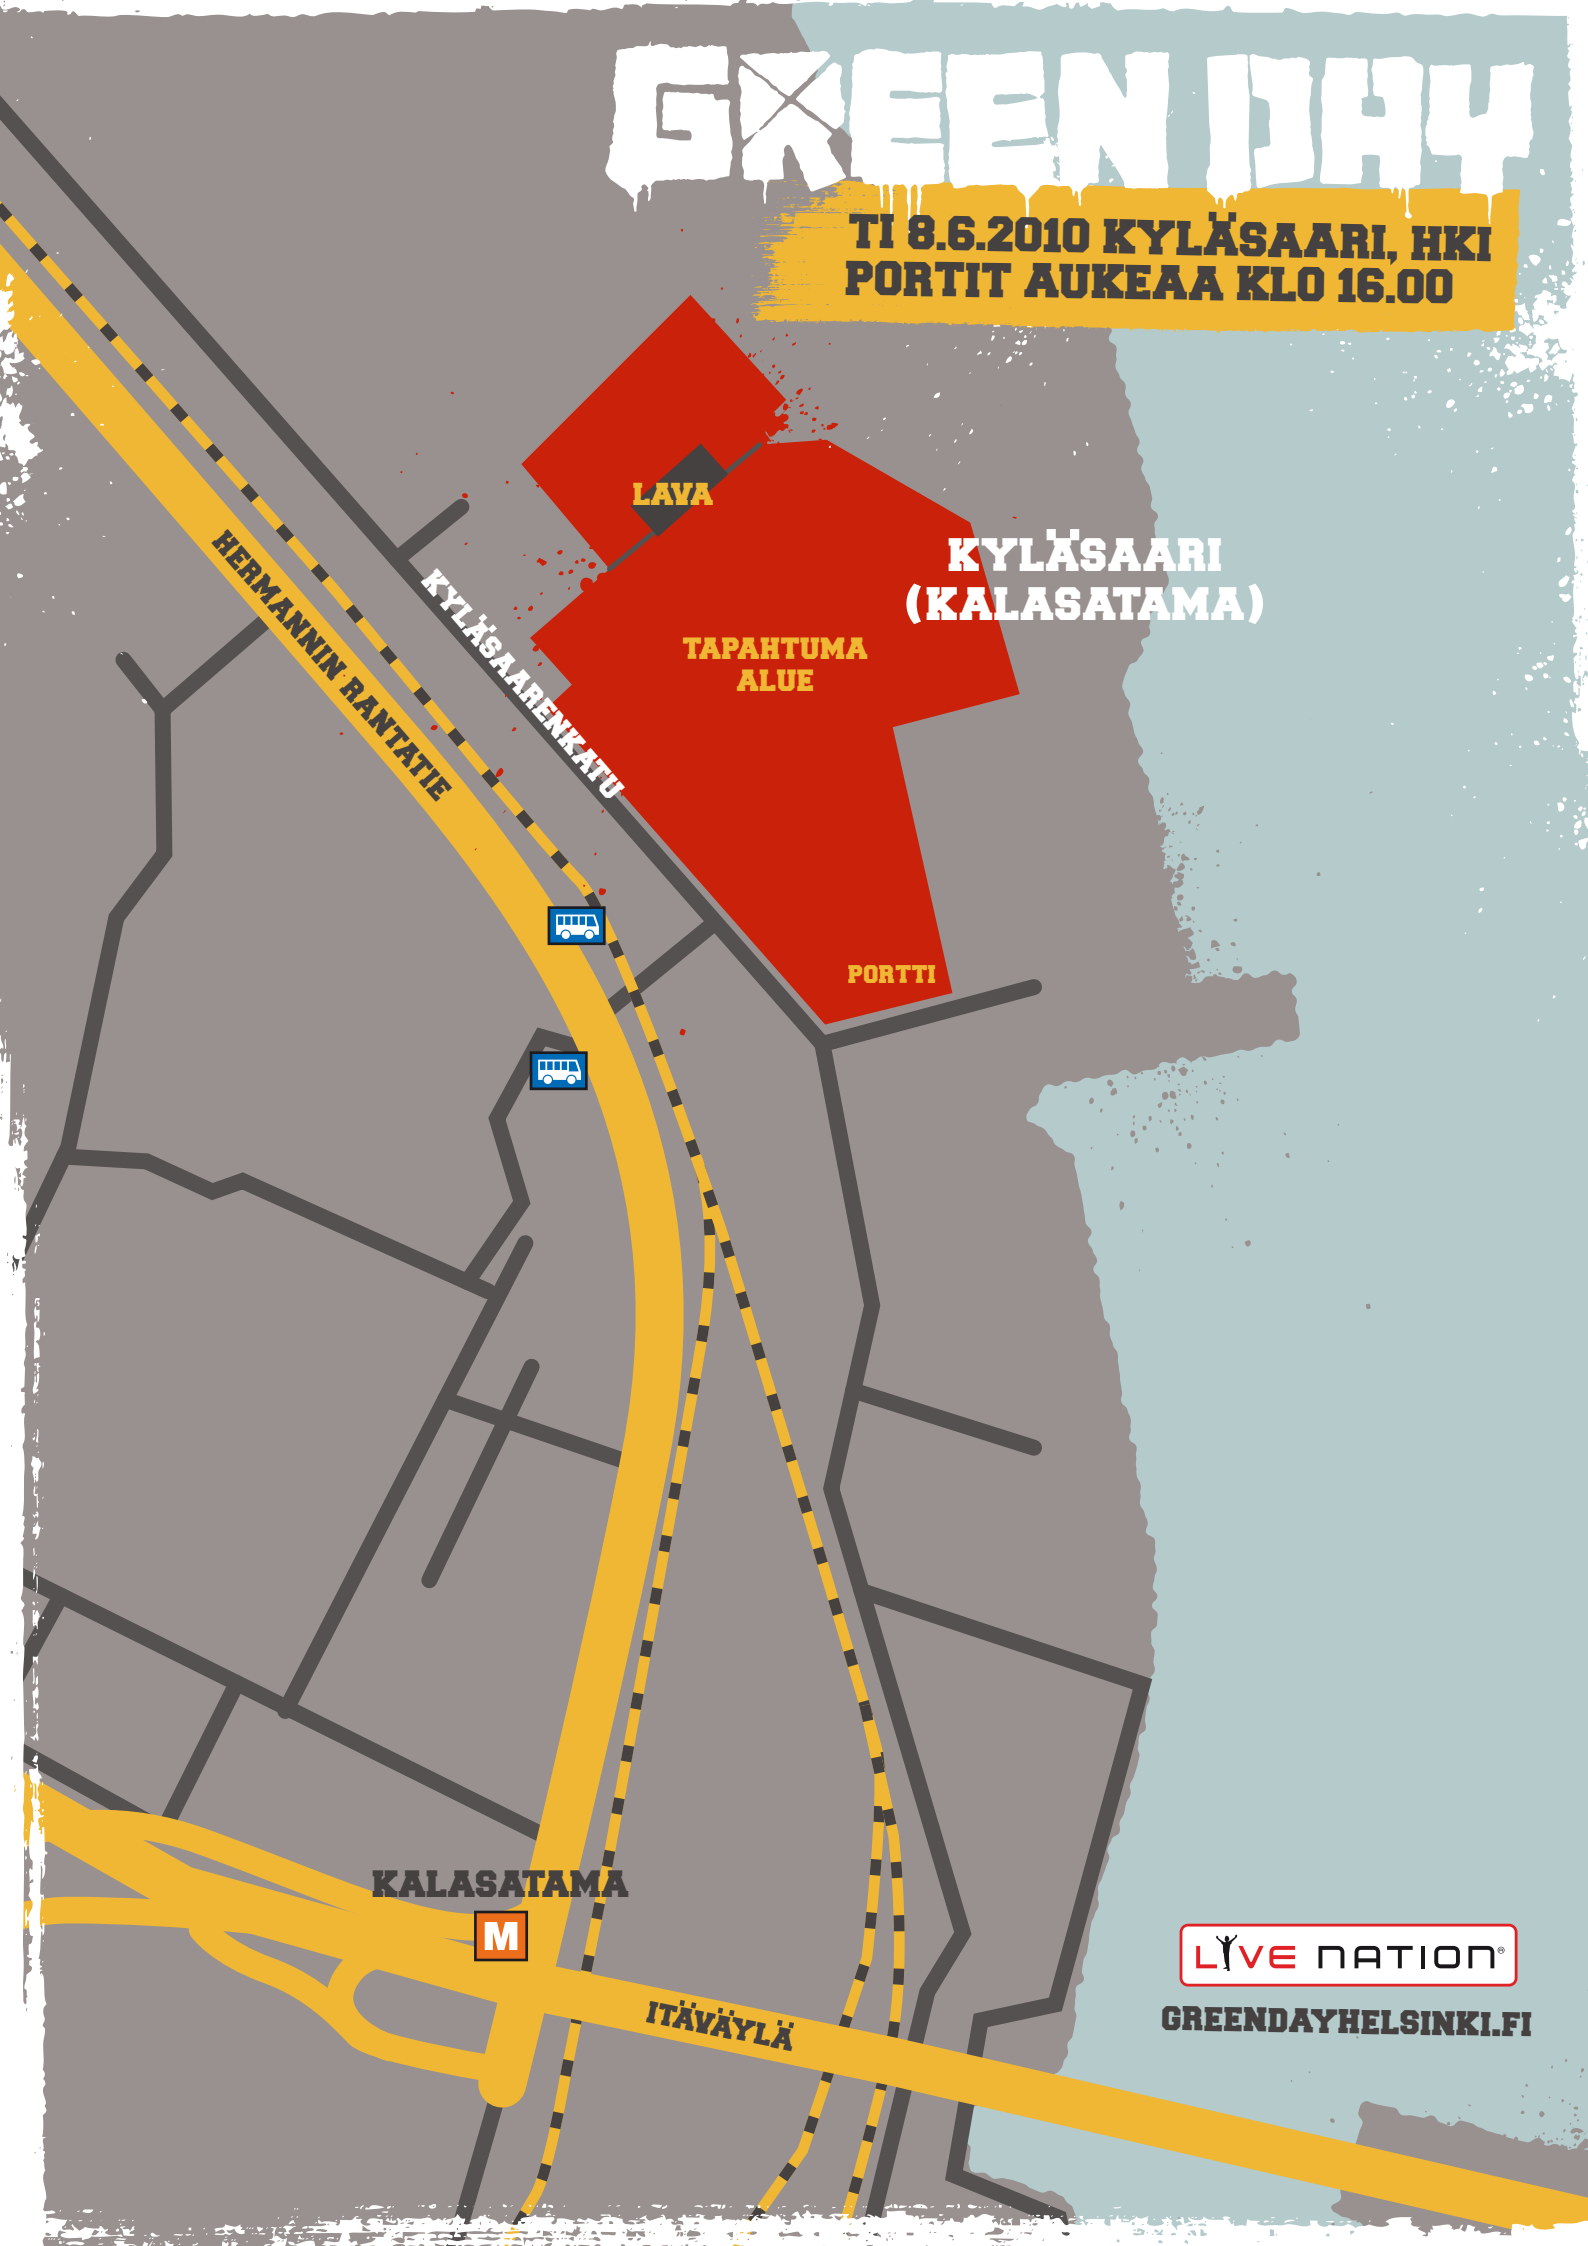 GREEN DAY
TI 8.6.2010 KYLÄSAARI, HKI
PORTIT AUKEAA KLO 16.00
LAVA
KYLÄSAARI
(KALASATAMA)
TAPAHTUMA
ALUE
HERMANNIN RANTATIE
KYLÄSAARENKATU
PORTTI
KALASATAMA
M
ITÄVÄYLÄ
LIVE NATION®
GREENDAYHELSINKI.FI